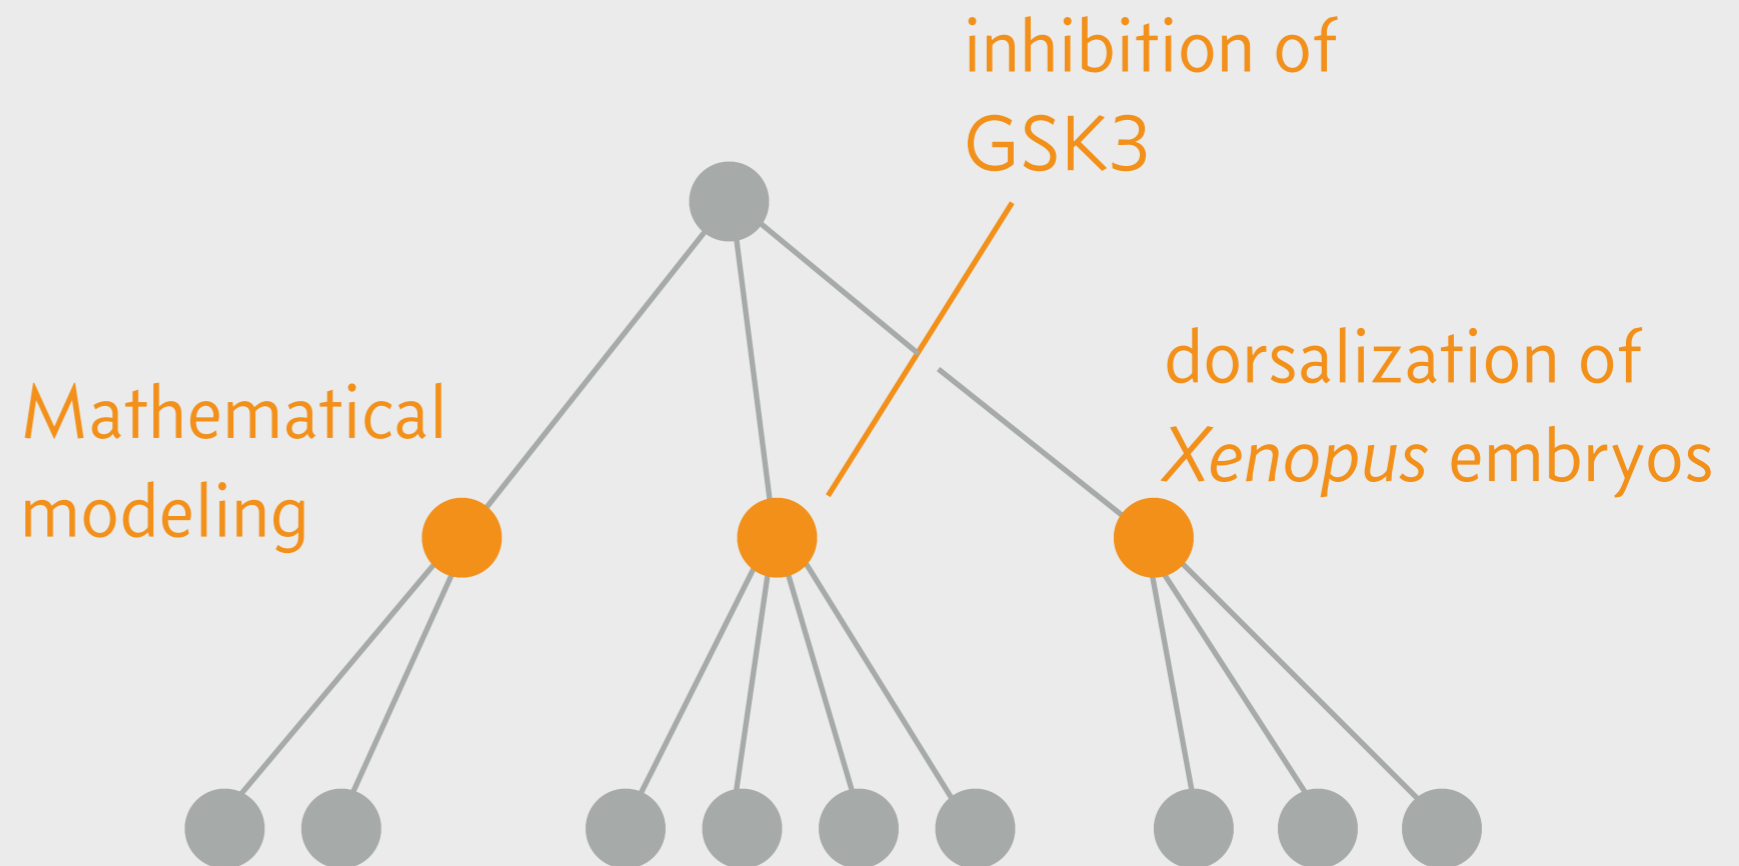 inhibition of
GSK3
dorsalization of
Xenopus embryos
Mathematical
modeling